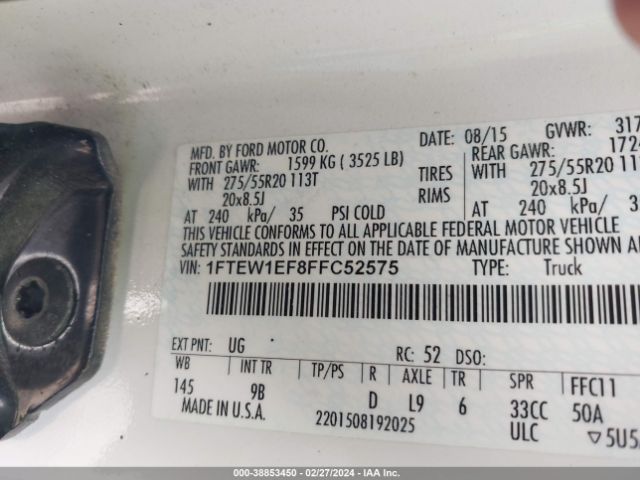 MFD. BY FORD MOTOR CO.
DATE: 08/15 GVWR: 317
FRONT GAWR: 1599 KG ( 3525 LB) REAR GAWR: 172
WITH 275/55R20 113T TIRES WITH 275/55R20 11
20x8.5J RIMS 20x8.5J
AT 240 kPa/ 35 PSI COLD AT 240 kPa/ 3
THIS VEHICLE CONFORMS TO ALL APPLICABLE FEDERAL MOTOR VEHICLE
SAFETY STANDARDS IN EFFECT ON THE DATE OF MANUFACTURE SHOWN A
VIN: 1FTEW1EF8FFC52575 TYPE: Truck
EXT PNT: UG RC: 52 DSO:
WB INT TR TP/PS R AXLE TR SPR FFC11
145 9B D L9 6 33CC 50A
MADE IN U.S.A. 2201508192025 ULC ▽5U5
000-38853450 - 02/27/2024 - IAA Inc.